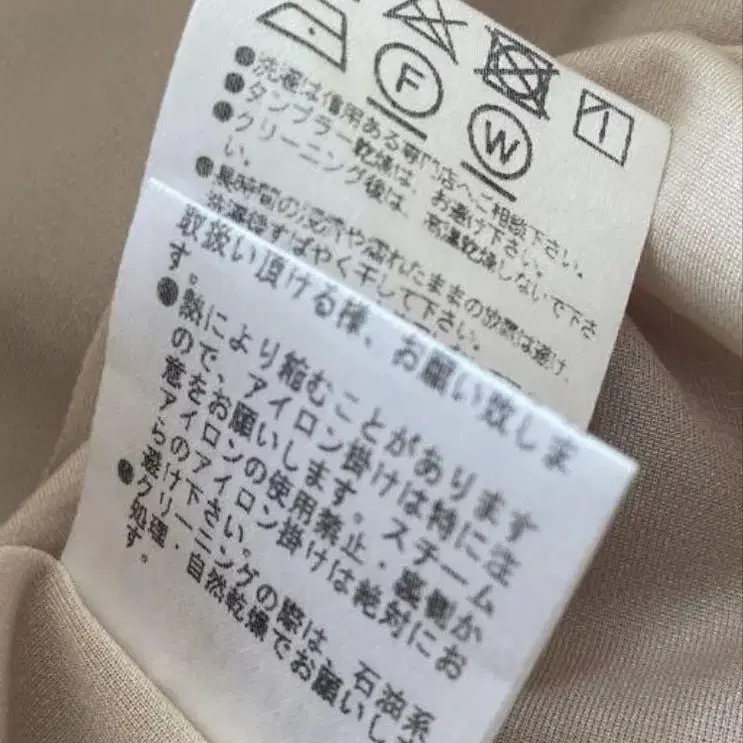 F
W
●洗濯は信用ある専門店へご相談下さい。
●タンブラー乾燥は、お避け下さい。
●クリーニング後は、高温乾燥しないで下さ
い。
●長時間の浸漬や濡れたままの放置は避け、
洗濯後すばやく干して下さい。
取扱い頂ける様、お願い致しま
す。
●熱により縮むことがあります
ので、アイロン掛けは特に注
意をお願いします。スチーム
アイロンの使用禁止・裏側か
らのアイロン掛けは絶対にお
避け下さい。
●クリーニングの際は、石油系
処理・自然乾燥でお願いしま
す。